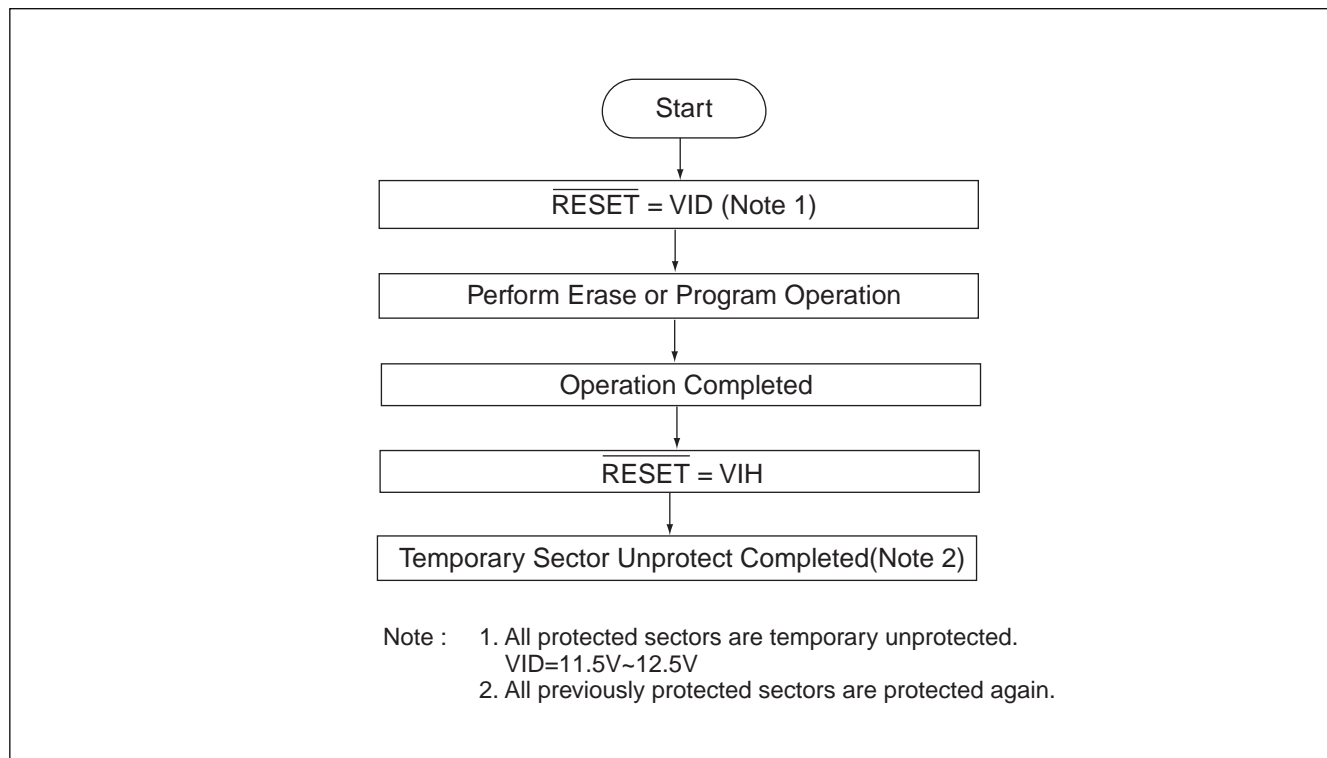 Start
R̅E̅S̅E̅T̅ = VID (Note 1)
Perform Erase or Program Operation
Operation Completed
R̅E̅S̅E̅T̅ = VIH
Temporary Sector Unprotect Completed(Note 2)
Note : 1. All protected sectors are temporary unprotected.
VID=11.5V~12.5V
2. All previously protected sectors are protected again.